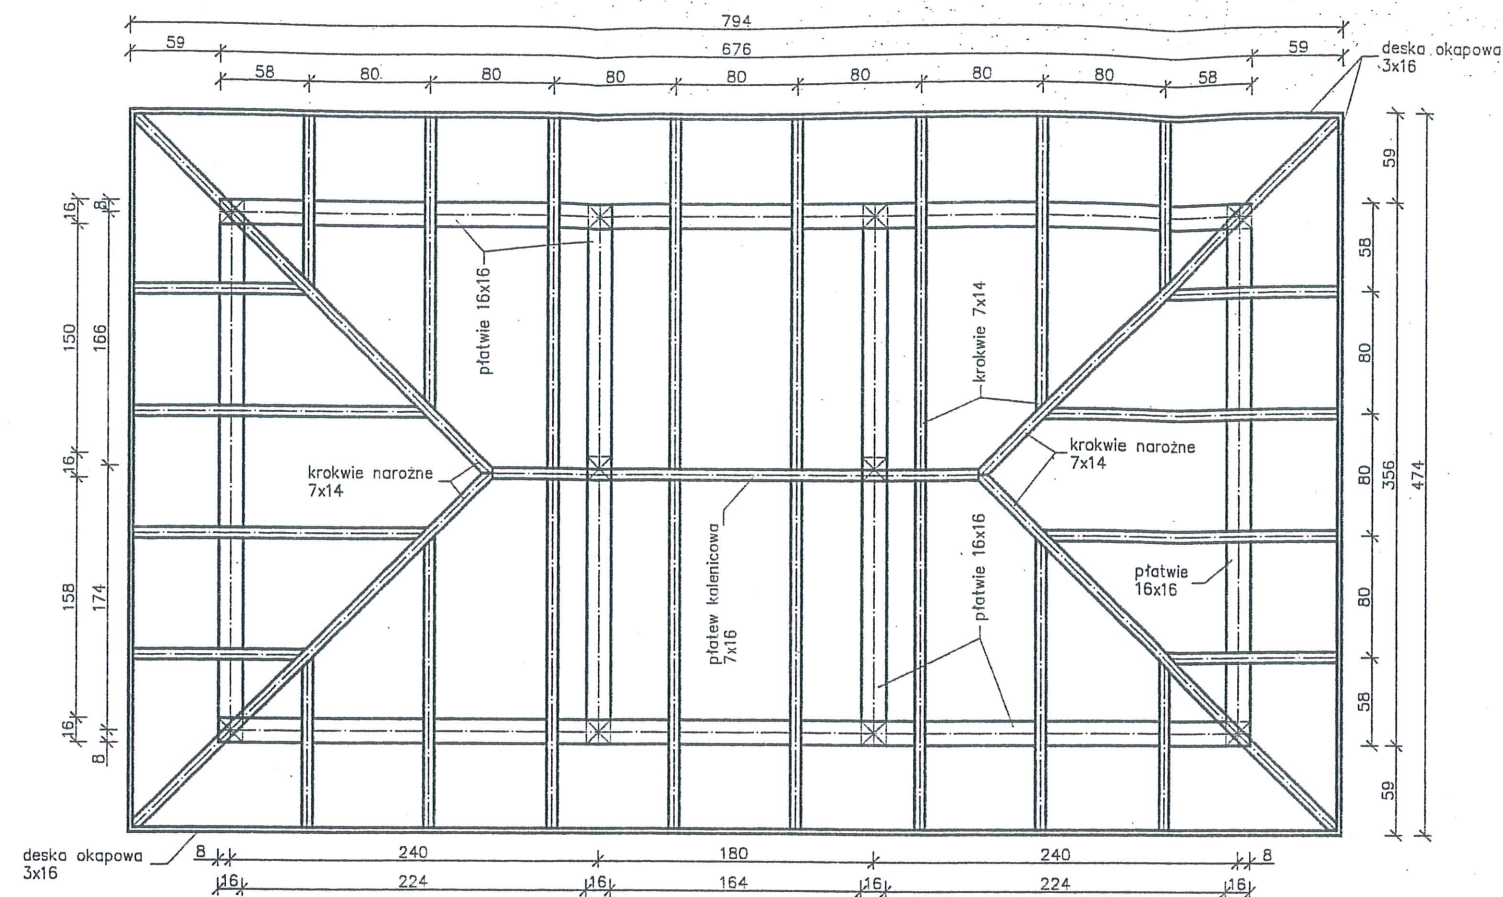 794
59
676
59
deska okapowa
3x16
58
80
80
80
80
80
80
80
58
59
16
8
płatwie 16x16
krokwie 7x14
58
150
166
80
16
krokwie narożne
7x14
krokwie narożne
7x14
80
356
474
płatew kalenicowa
7x16
płatwie 16x16
płatwie
16x16
158
174
80
58
16
8
59
deska okapowa
3x16
8
240
180
240
8
16
224
16
164
16
224
16